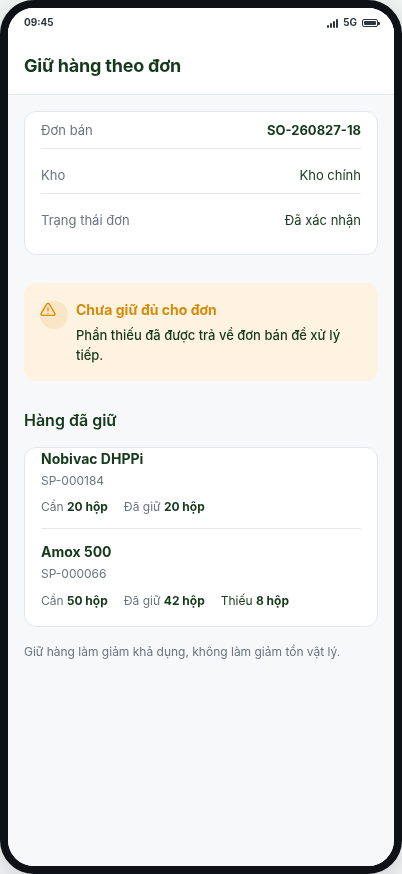 09:45
5G
Giữ hàng theo đơn
Đơn bán SO-260827-18
Kho Kho chính
Trạng thái đơn Đã xác nhận
Chưa giữ đủ cho đơn
Phần thiếu đã được trả về đơn bán để xử lý
tiếp.
Hàng đã giữ
Nobivac DHPPi
SP-000184
Cần 20 hộp Đã giữ 20 hộp
Amox 500
SP-000066
Cần 50 hộp Đã giữ 42 hộp Thiếu 8 hộp
Giữ hàng làm giảm khả dụng, không làm giảm tồn vật lý.